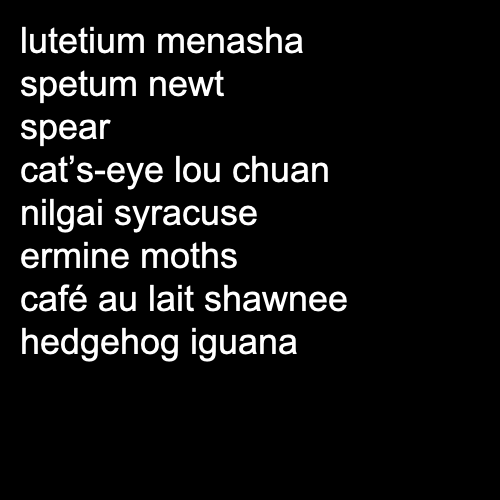 lutetium menasha
spetum newt
spear
cat’s-eye lou chuan
nilgai syracuse
ermine moths
café au lait shawnee
hedgehog iguana